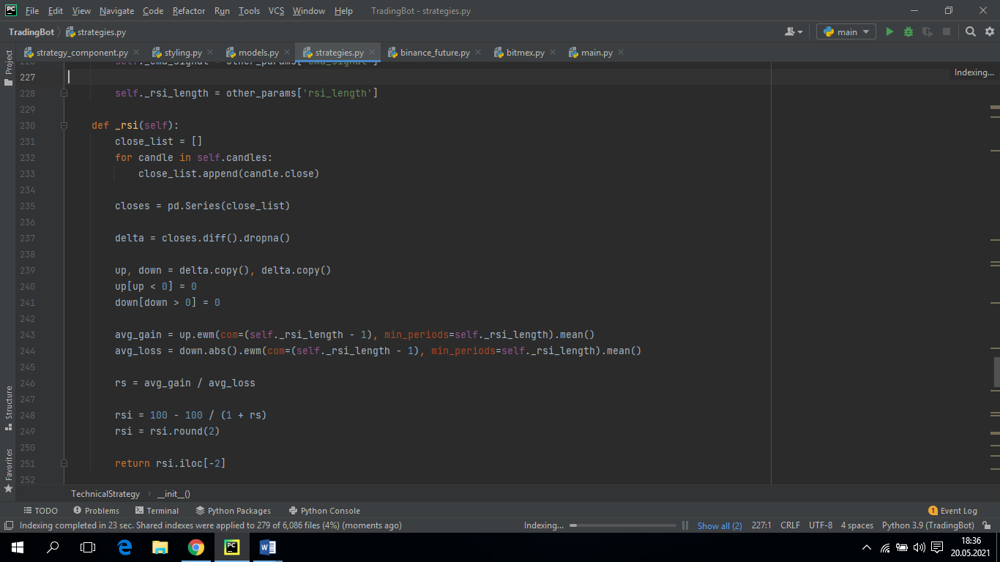 File Edit View Navigate Code Refactor Run Tools VCS Window Help TradingBot - strategies.py
TradingBot strategies.py main
strategy_component.py styling.py models.py strategies.py binance_future.py bitmex.py main.py
Project
Indexing...
226 self._ema_signal = other_params['ema_signal']
227
228 self._rsi_length = other_params['rsi_length']
229
230 def _rsi(self):
231 close_list = []
232 for candle in self.candles:
233 close_list.append(candle.close)
234
235 closes = pd.Series(close_list)
236
237 delta = closes.diff().dropna()
238
239 up, down = delta.copy(), delta.copy()
240 up[up < 0] = 0
241 down[down > 0] = 0
242
243 avg_gain = up.ewm(com=(self._rsi_length - 1), min_periods=self._rsi_length).mean()
244 avg_loss = down.abs().ewm(com=(self._rsi_length - 1), min_periods=self._rsi_length).mean()
245
246 rs = avg_gain / avg_loss
247
248 rsi = 100 - 100 / (1 + rs)
249 rsi = rsi.round(2)
250
251 return rsi.iloc[-2]
252
Structure
Favorites
TechnicalStrategy __init__()
TODO Problems Terminal Python Packages Python Console 1 Event Log
Indexing completed in 23 sec. Shared indexes were applied to 279 of 6,086 files (4%) (moments ago) Indexing... Show all (2) 227:1 CRLF UTF-8 4 spaces Python 3.9 (TradingBot)
18:36
20.05.2021